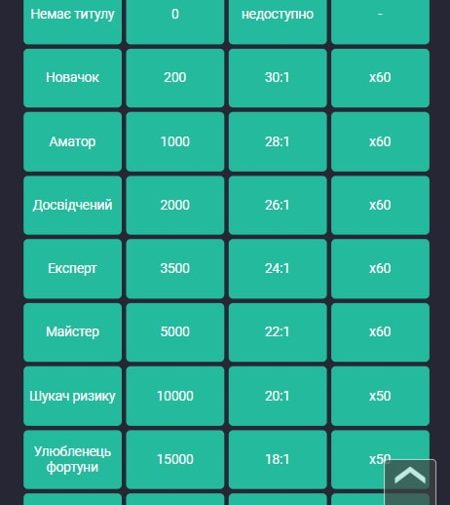 Немає титулу 0 недоступно -
Новачок 200 30:1 x60
Аматор 1000 28:1 x60
Досвідчений 2000 26:1 x60
Експерт 3500 24:1 x60
Майстер 5000 22:1 x60
Шукач ризику 10000 20:1 x50
Улюбленець
фортуни 15000 18:1 x50